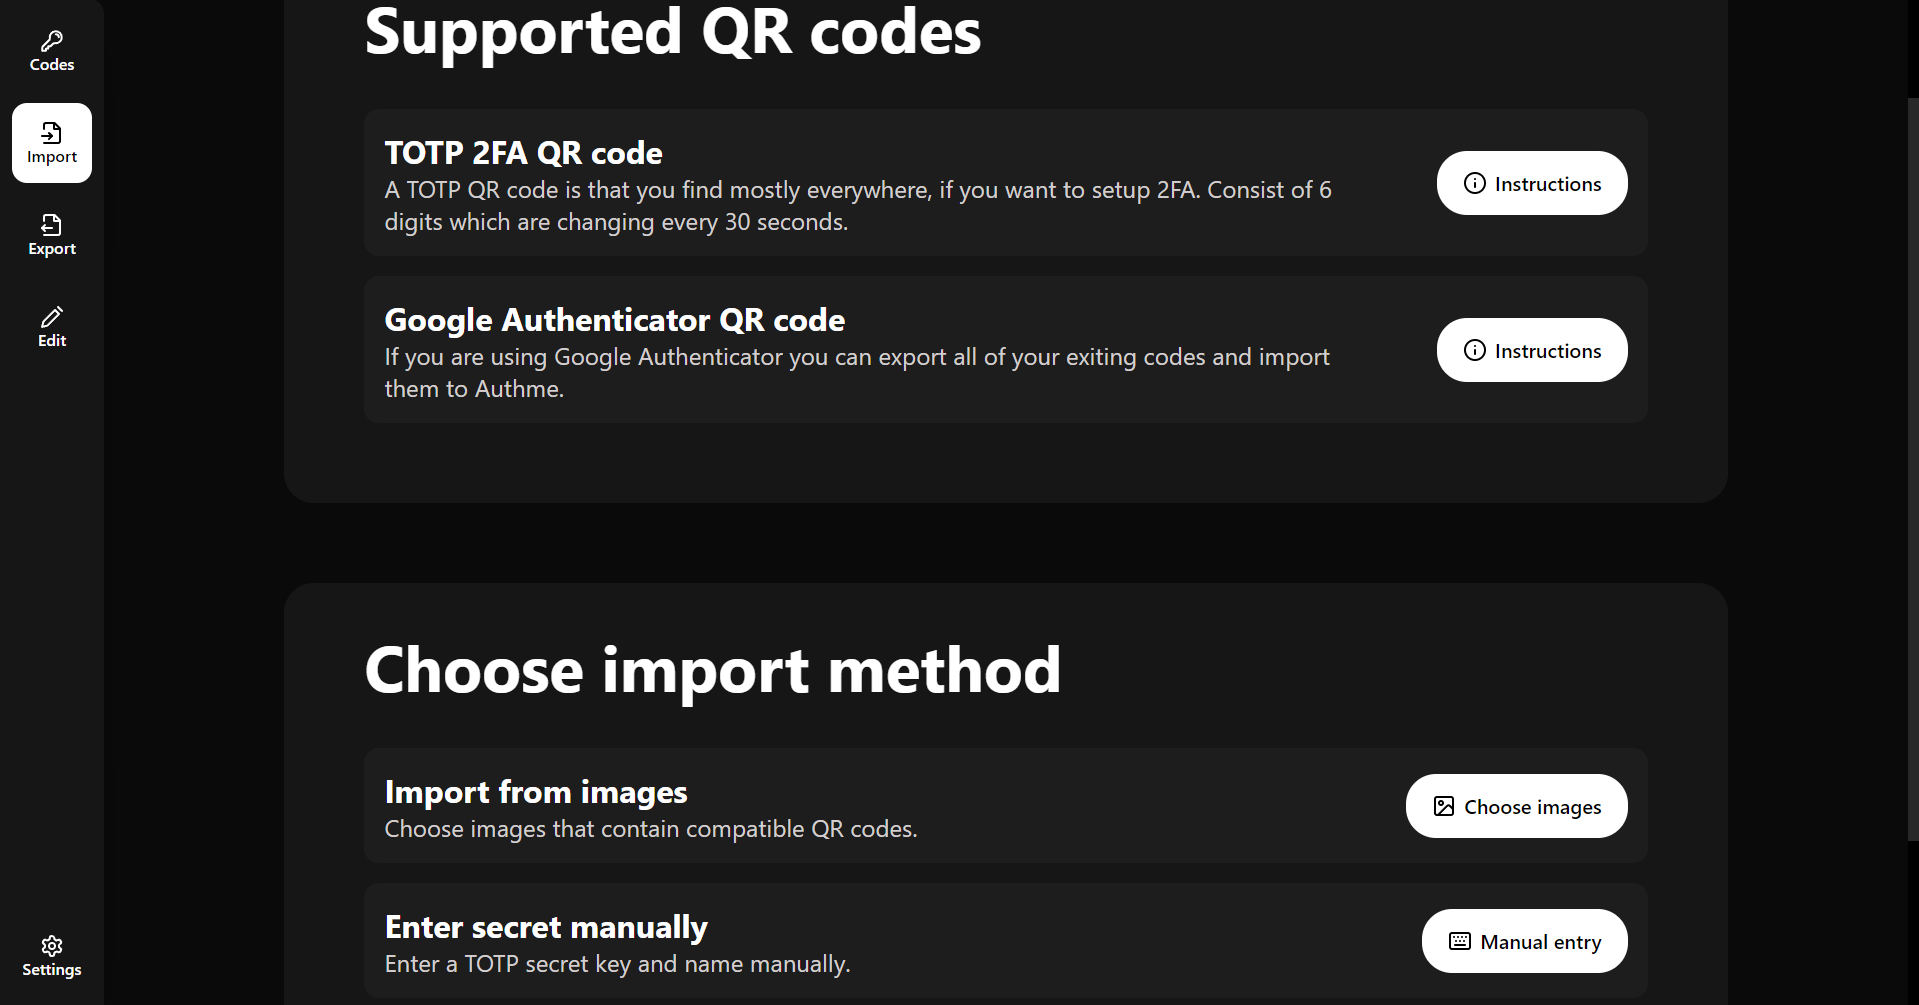 Codes
Import
Export
Edit
Settings
Supported QR codes
TOTP 2FA QR code
A TOTP QR code is that you find mostly everywhere, if you want to setup 2FA. Consist of 6
digits which are changing every 30 seconds.
Instructions
Google Authenticator QR code
If you are using Google Authenticator you can export all of your exiting codes and import
them to Authme.
Instructions
Choose import method
Import from images
Choose images that contain compatible QR codes.
Choose images
Enter secret manually
Enter a TOTP secret key and name manually.
Manual entry